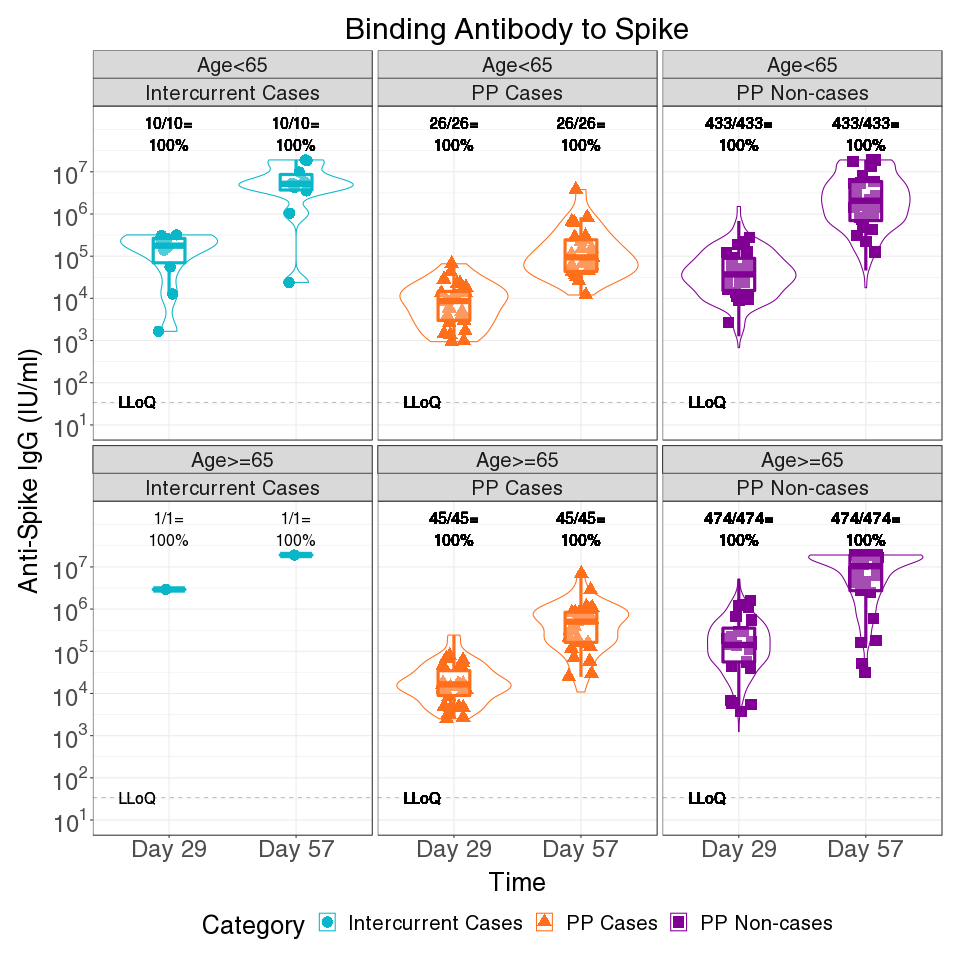 Binding Antibody to Spike
Age<65 Age<65 Age<65
Intercurrent Cases PP Cases PP Non-cases
10/10= 10/10= 26/26= 26/26= 433/433= 433/433=
100% 100% 100% 100% 100% 100%
10^7
10^6
10^5
10^4
10^3
10^2
LLoQ LLoQ LLoQ
10^1
Anti-Spike IgG (IU/ml)
Age>=65 Age>=65 Age>=65
Intercurrent Cases PP Cases PP Non-cases
1/1= 1/1= 45/45= 45/45= 474/474= 474/474=
100% 100% 100% 100% 100% 100%
10^7
10^6
10^5
10^4
10^3
10^2
LLoQ LLoQ LLoQ
10^1
Day 29 Day 57 Day 29 Day 57 Day 29 Day 57
Time
Category Intercurrent Cases PP Cases PP Non-cases